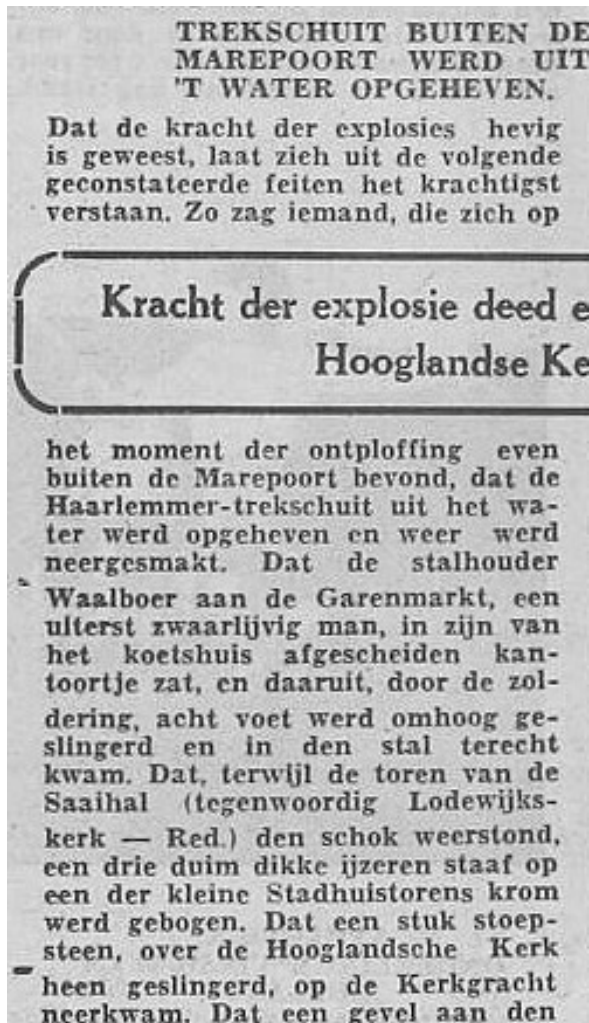 TREKSCHUIT BUITEN DE
MAREPOORT WERD UIT
'T WATER OPGEHEVEN.
Dat de kracht der explosies hevig
is geweest, laat zich uit de volgende
geconstateerde feiten het krachtigst
verstaan. Zo zag iemand, die zich op
Kracht der explosie deed e
Hooglandse Ke
het moment der ontploffing even
buiten de Marepoort bevond, dat de
Haarlemmer-trekschuit uit het wa-
ter werd opgeheven en weer werd
neergesmakt. Dat de stalhouder
Waalboer aan de Garenmarkt, een
uiterst zwaarlijvig man, in zijn van
het koetshuis afgescheiden kan-
toortje zat, en daaruit, door de zol-
dering, acht voet werd omhoog ge-
slingerd en in den stal terecht
kwam. Dat, terwijl de toren van de
Saaihal (tegenwoordig Lodewijks-
kerk — Red.) den schok weerstond,
een drie duim dikke ijzeren staaf op
een der kleine Stadhuistorens krom
werd gebogen. Dat een stuk stoep-
steen, over de Hooglandsche Kerk
heen geslingerd, op de Kerkgracht
neerkwam. Dat een gevel aan den